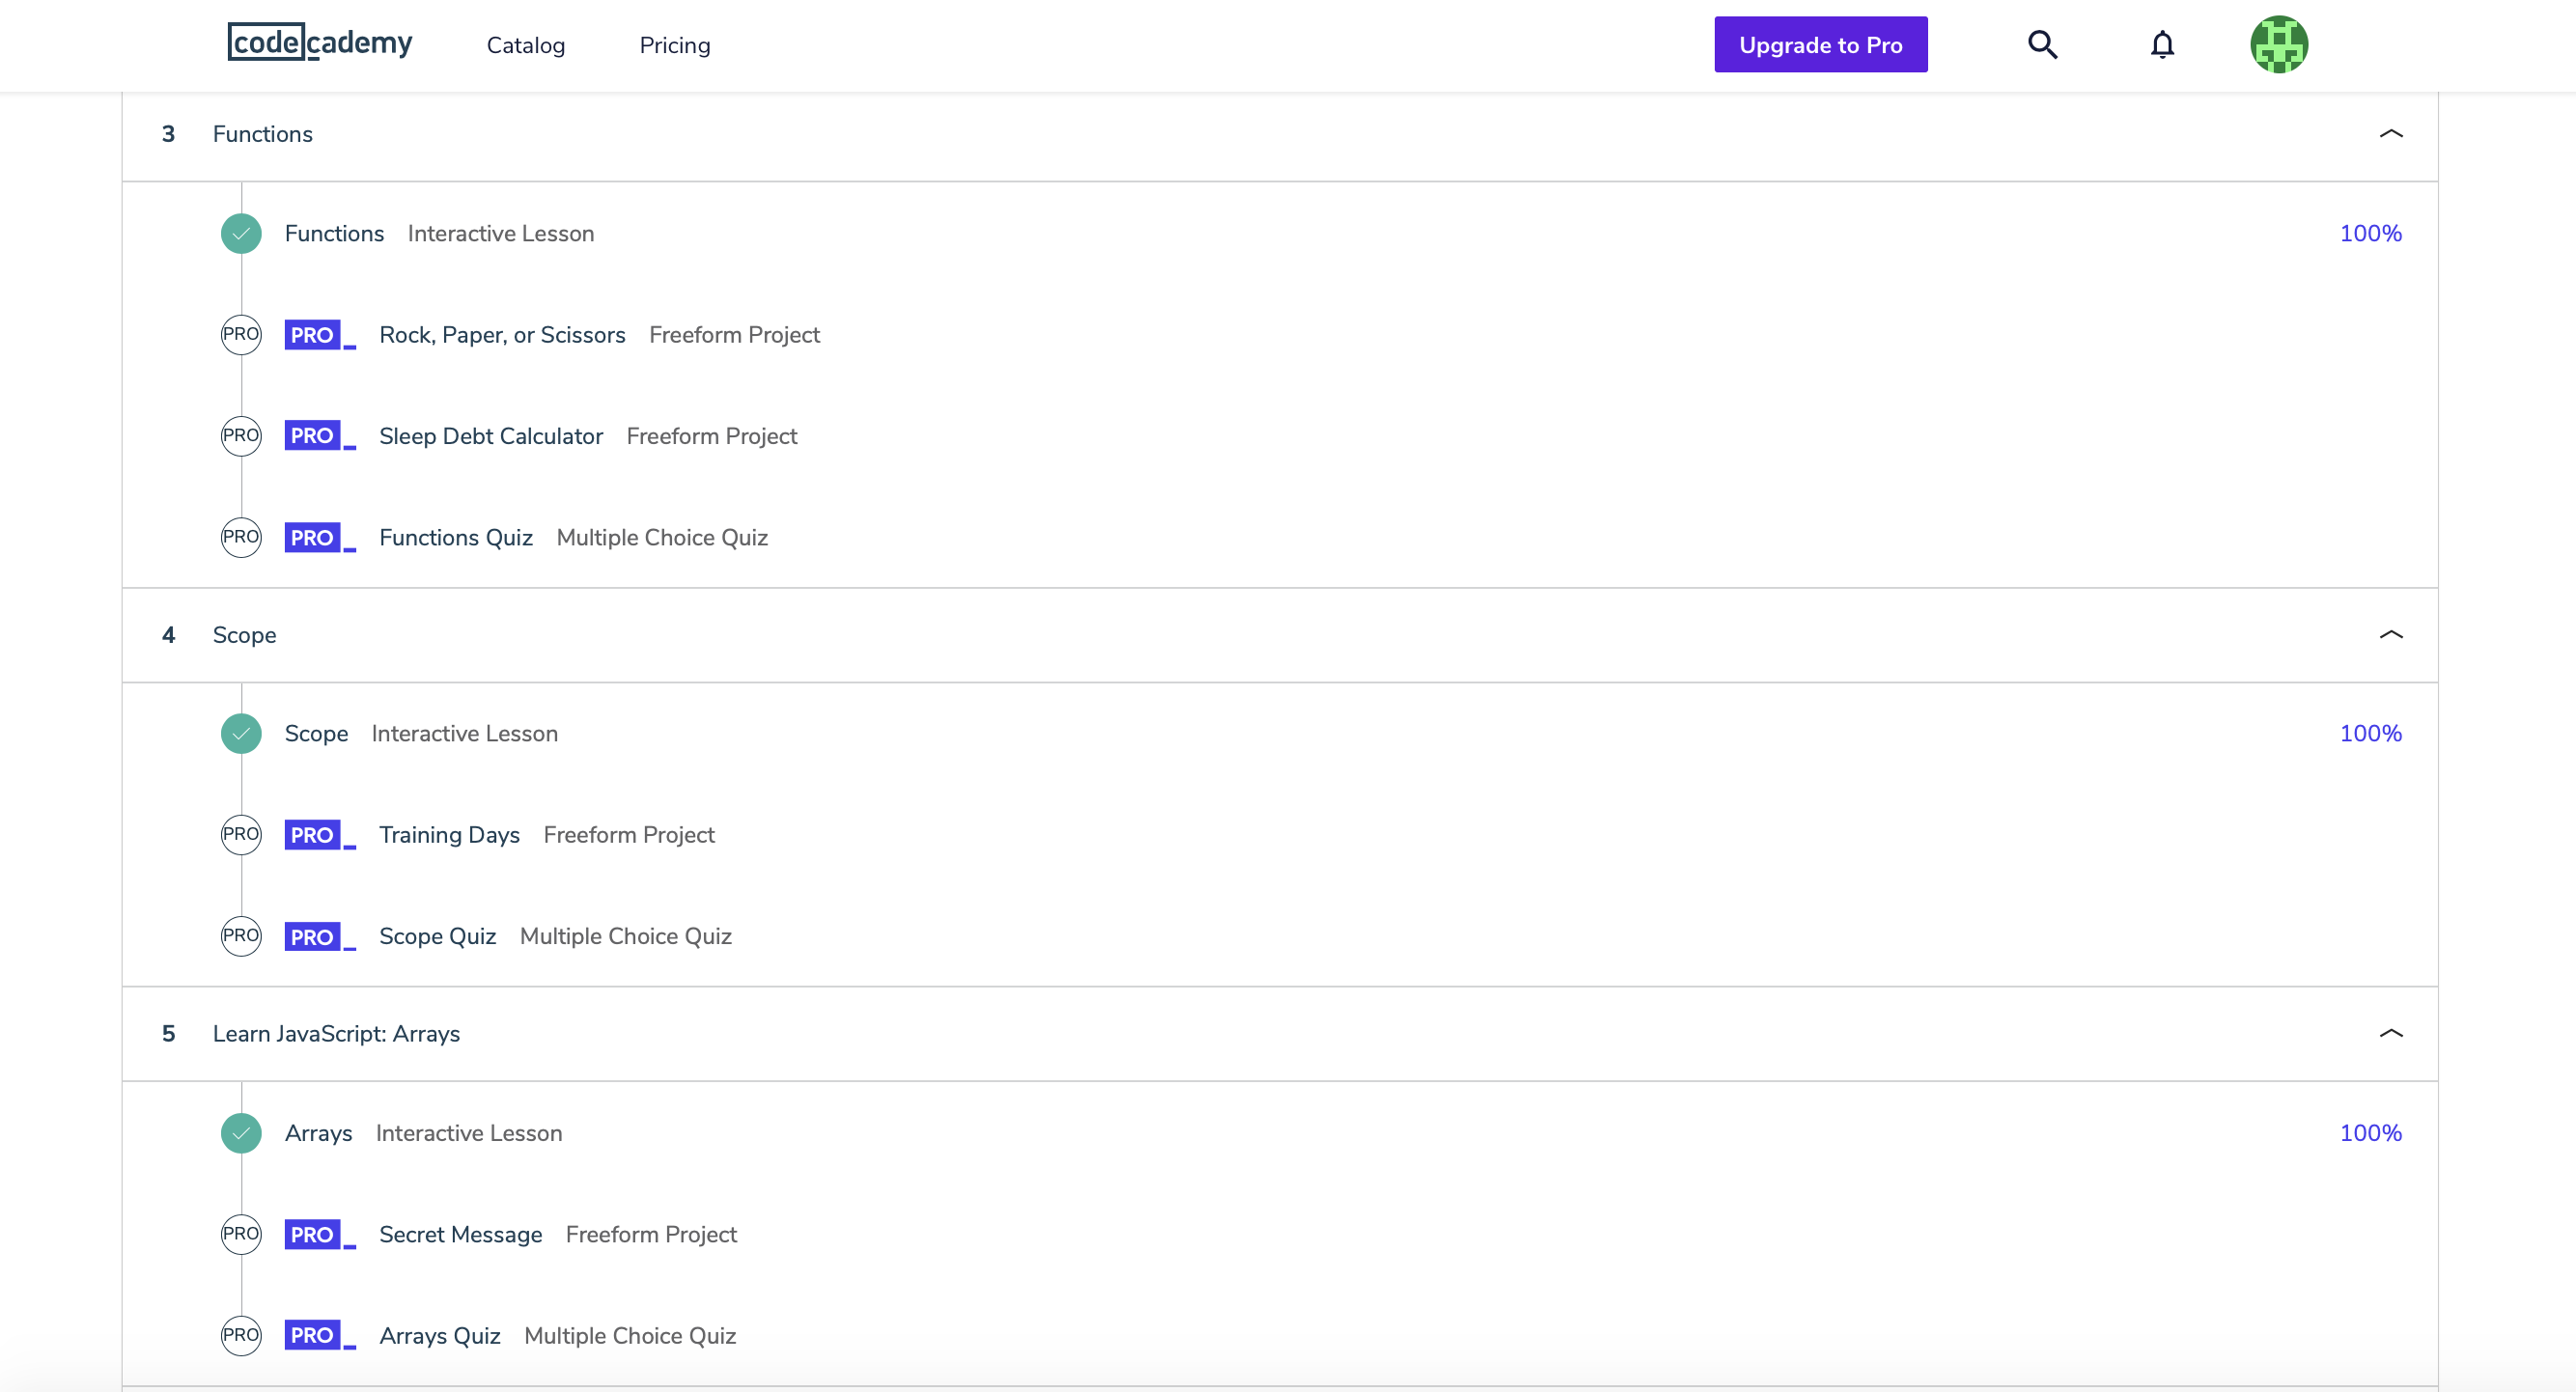 codecademy Catalog Pricing Upgrade to Pro
3 Functions
Functions Interactive Lesson 100%
PRO PRO Rock, Paper, or Scissors Freeform Project
PRO PRO Sleep Debt Calculator Freeform Project
PRO PRO Functions Quiz Multiple Choice Quiz
4 Scope
Scope Interactive Lesson 100%
PRO PRO Training Days Freeform Project
PRO PRO Scope Quiz Multiple Choice Quiz
5 Learn JavaScript: Arrays
Arrays Interactive Lesson 100%
PRO PRO Secret Message Freeform Project
PRO PRO Arrays Quiz Multiple Choice Quiz